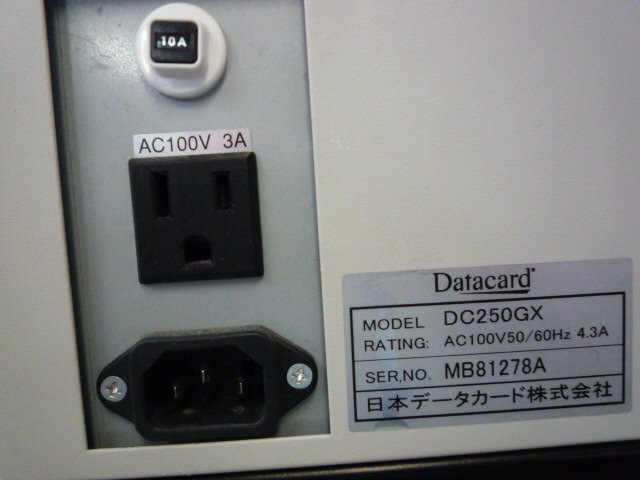 10A
AC100V 3A
Datacard®
MODEL DC250GX
RATING: AC100V50/60Hz 4.3A
SER,NO. MB81278A
日本データカード株式会社